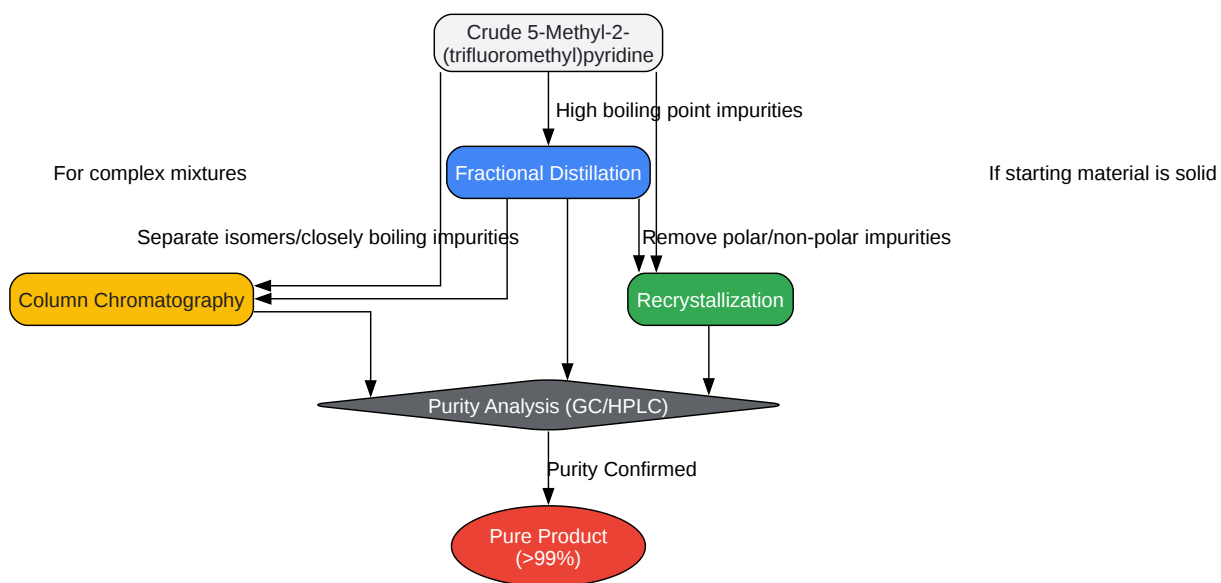 Crude 5-Methyl-2-
(trifluoromethyl)pyridine
High boiling point impurities
For complex mixtures
Fractional Distillation
If starting material is solid
Separate isomers/closely boiling impurities
Remove polar/non-polar impurities
Column Chromatography
Recrystallization
Purity Analysis (GC/HPLC)
Purity Confirmed
Pure Product
(>99%)